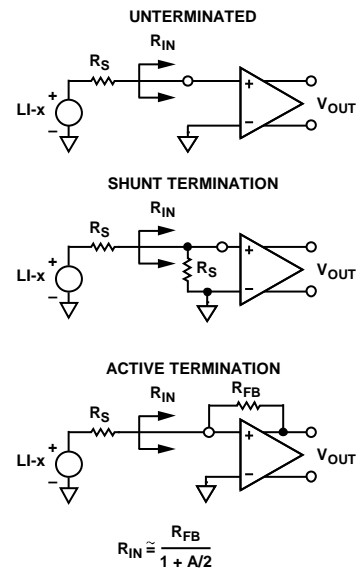 UNTERMINATED
R_IN
R_S
LI-x
+
–
+
–
V_OUT
SHUNT TERMINATION
R_IN
R_S
LI-x
+
–
R_S
+
–
V_OUT
ACTIVE TERMINATION
R_IN
R_FB
R_S
LI-x
+
–
+
–
V_OUT
R_IN ≅ R_FB / 1 + A/2